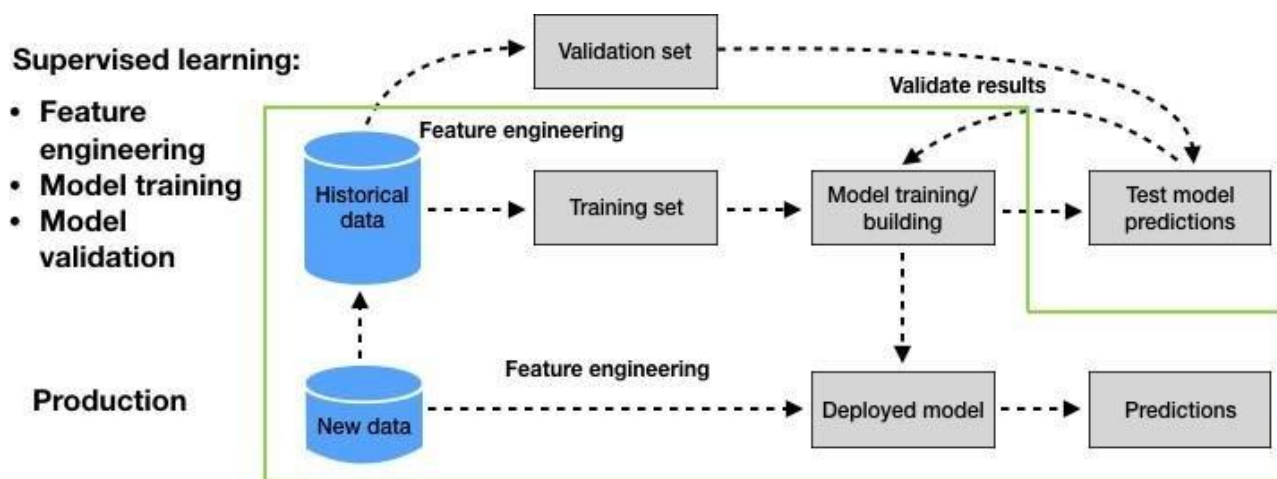 Supervised learning:
• Feature
engineering
• Model training
• Model
validation
Validation set
Validate results
Feature engineering
Historical
data
Training set
Model training/
building
Test model
predictions
Production
Feature engineering
New data
Deployed model
Predictions